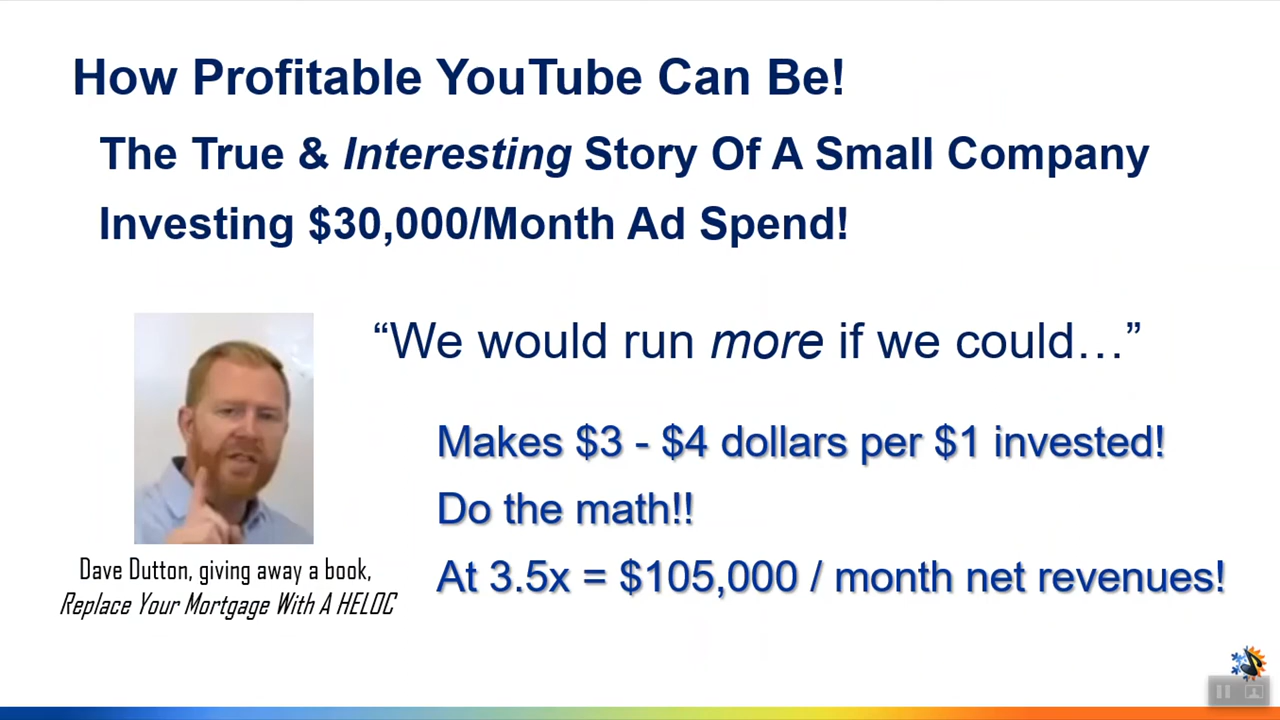 How Profitable YouTube Can Be!
The True & Interesting Story Of A Small Company
Investing $30,000/Month Ad Spend!
“We would run more if we could…”
Makes $3 - $4 dollars per $1 invested!
Do the math!!
At 3.5x = $105,000 / month net revenues!
Dave Dutton, giving away a book,
Replace Your Mortgage With A HELOC